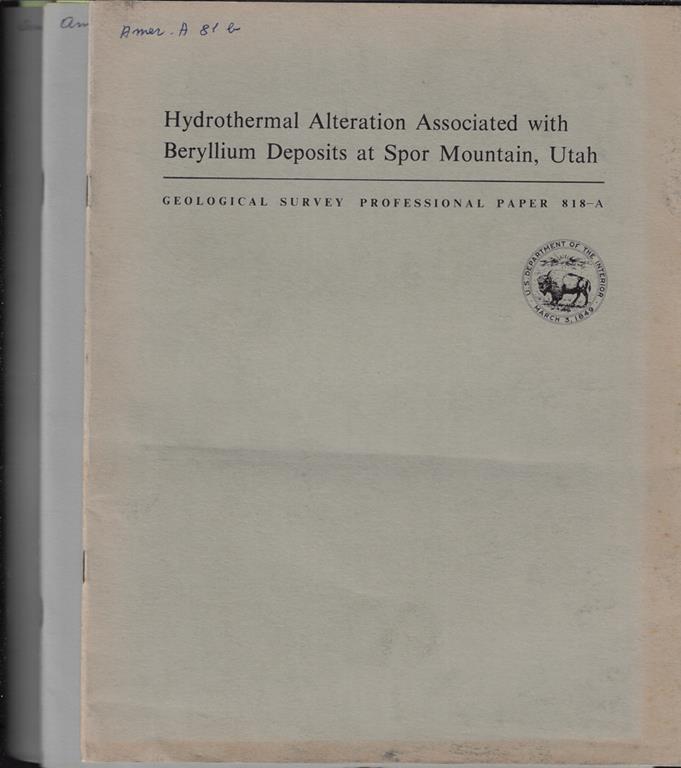 Amer. A 81 b
Am
Hydrothermal Alteration Associated with
Beryllium Deposits at Spor Mountain, Utah
GEOLOGICAL SURVEY PROFESSIONAL PAPER 818–A
U.S. DEPARTMENT OF THE INTERIOR
MARCH 3, 1849